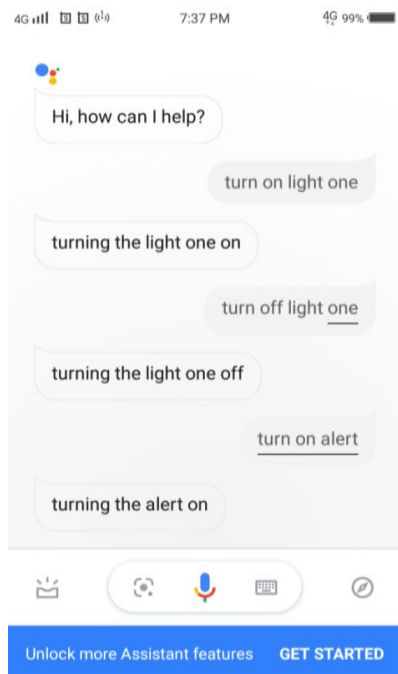 4G 7:37 PM 4G 99%
Hi, how can I help?
turn on light one
turning the light one on
turn off light one
turning the light one off
turn on alert
turning the alert on
Unlock more Assistant features GET STARTED